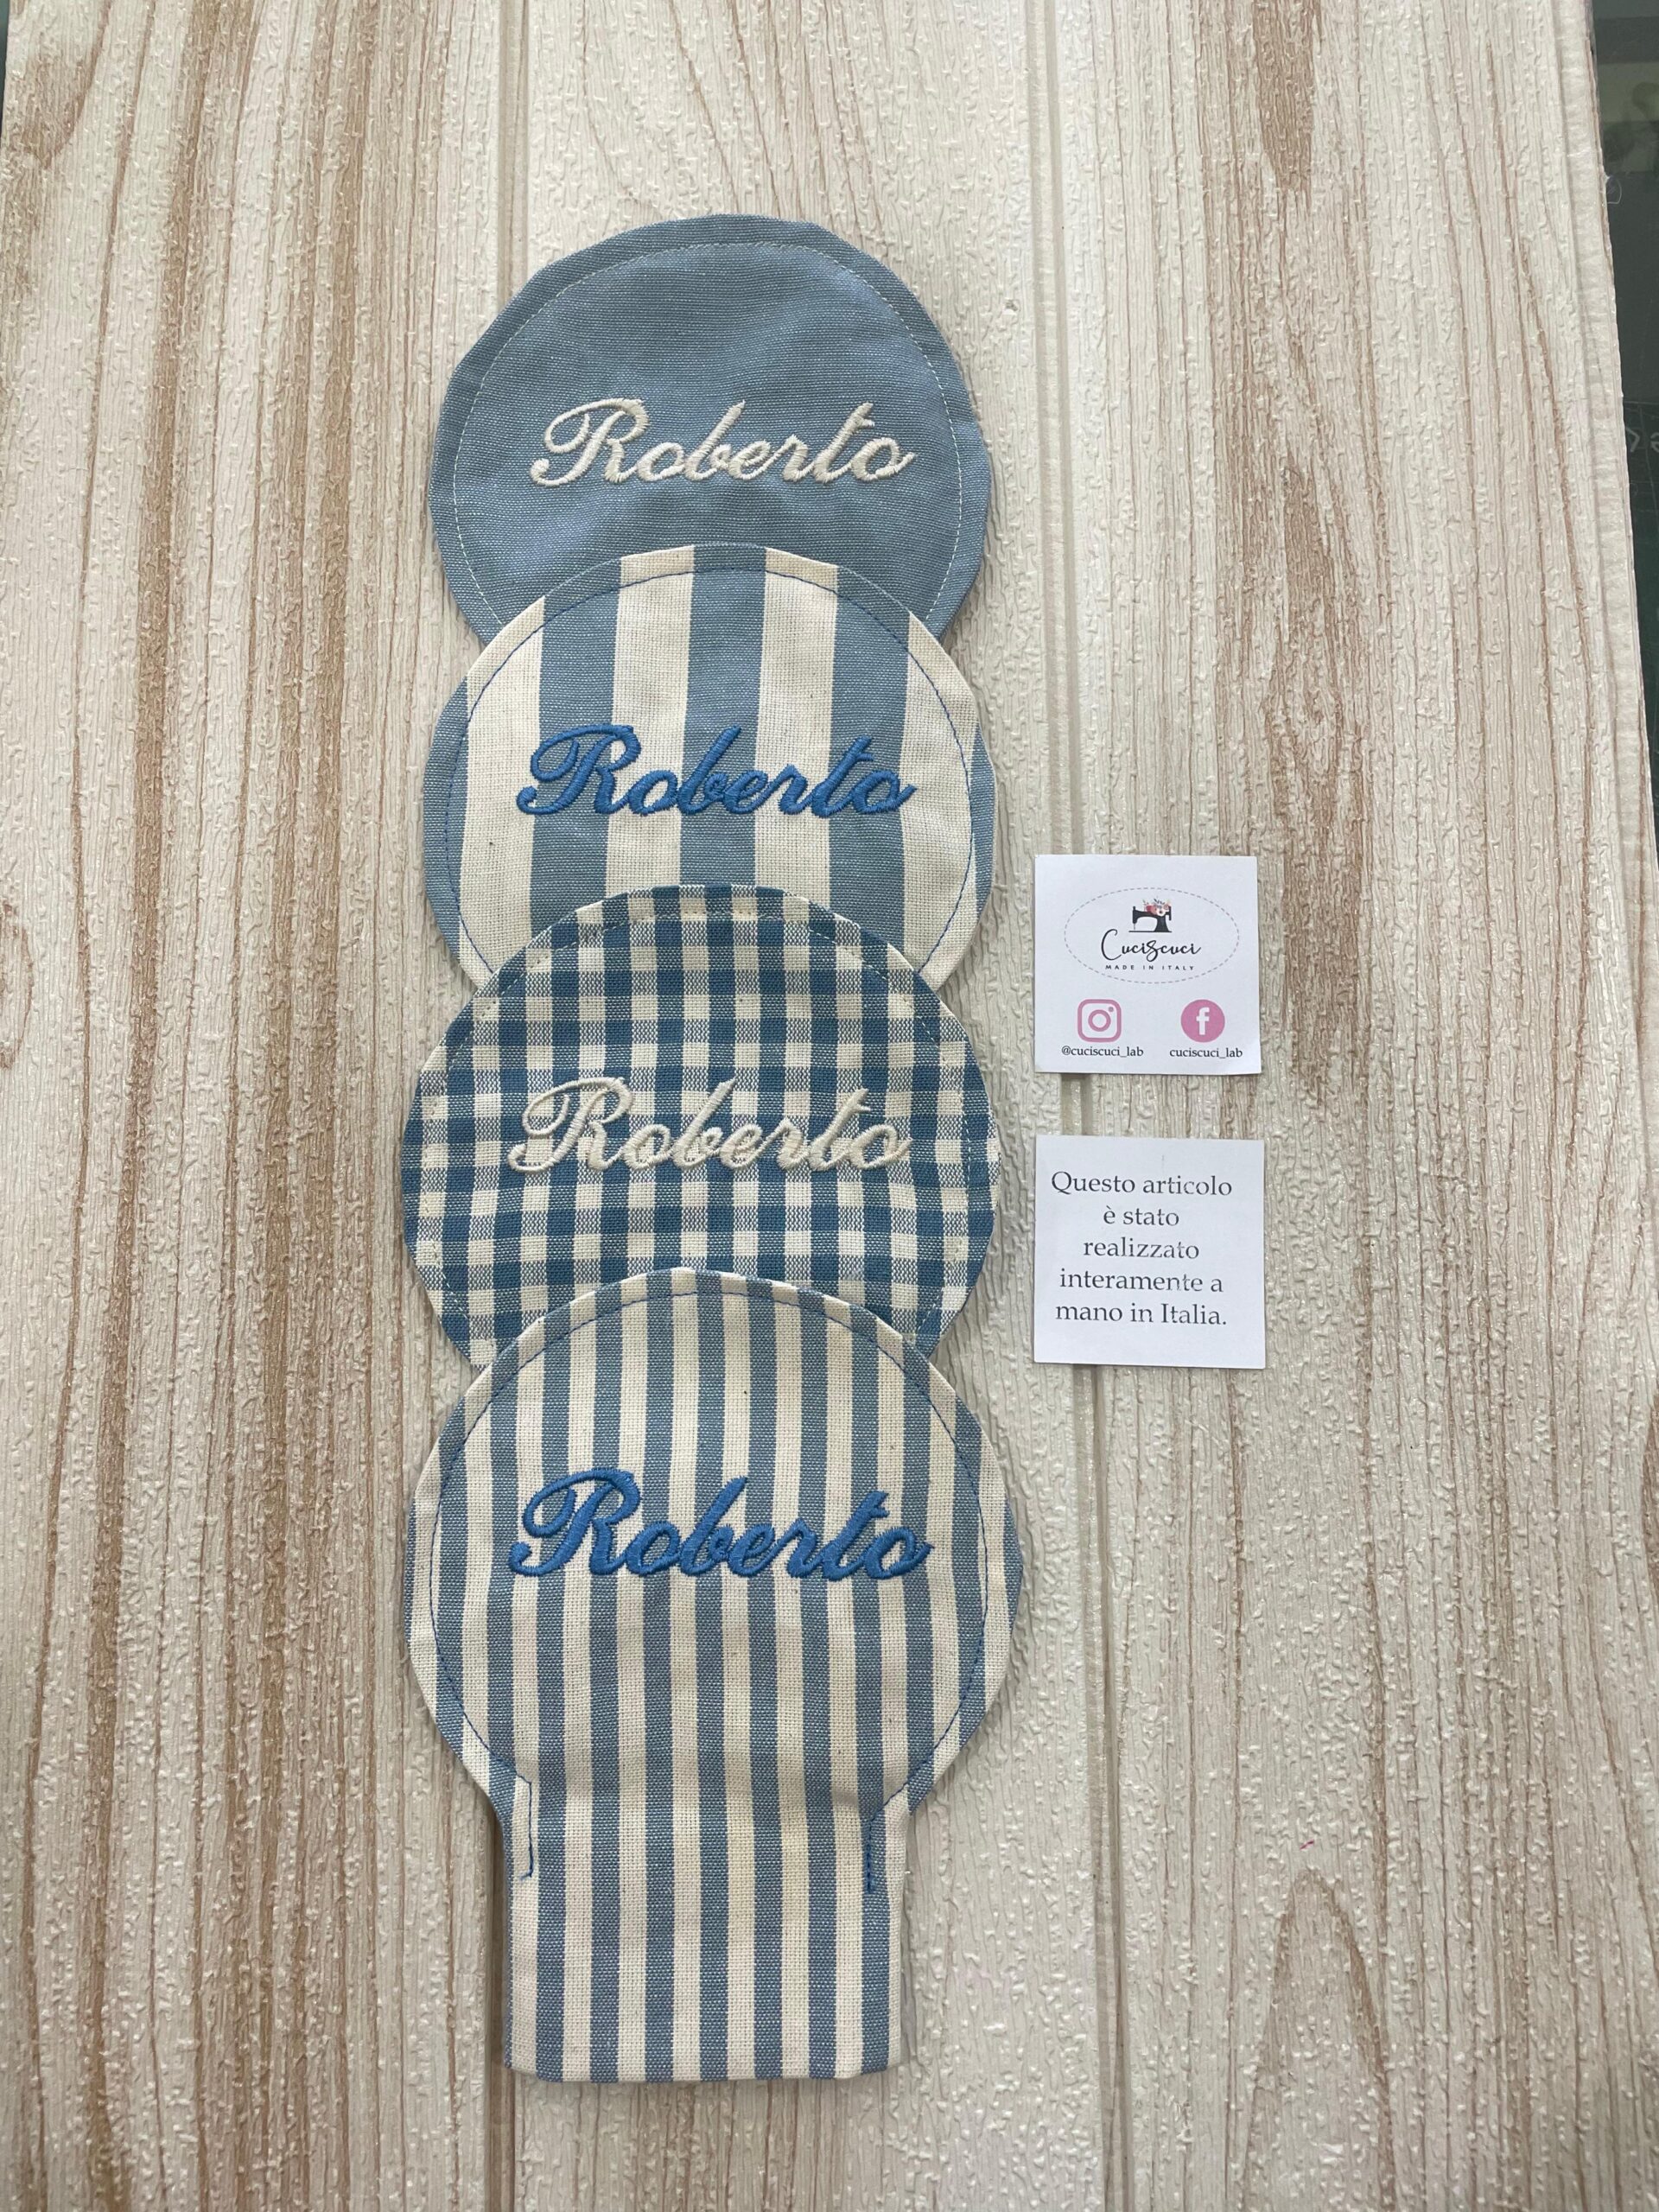 Roberto
Roberto
Roberto
Roberto
Cuciscuci
MADE IN ITALY
@cuciscuci_lab
cuciscuci_lab
Questo articolo
è stato
realizzato
interamente a
mano in Italia.